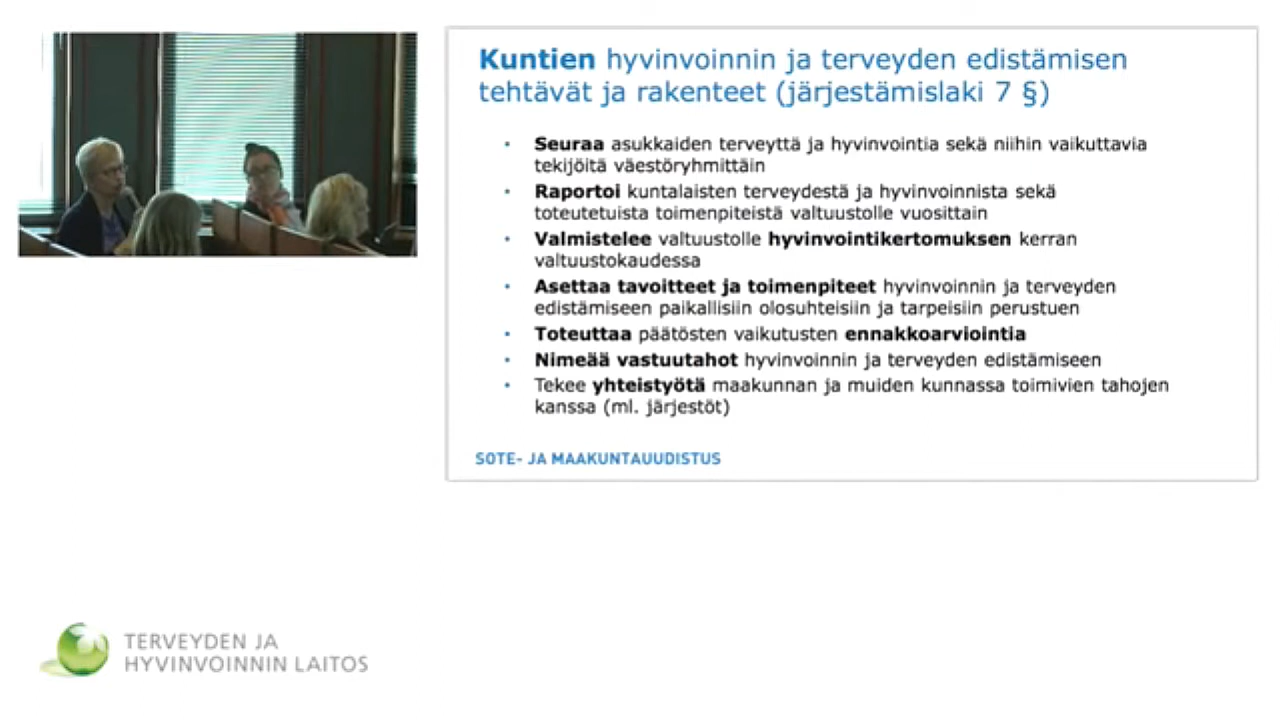 Kuntien hyvinvoinnin ja terveyden edistämisen
tehtävät ja rakenteet (järjestämislaki 7 §)
• Seuraa asukkaiden terveyttä ja hyvinvointia sekä niihin vaikuttavia
tekijöitä väestöryhmittäin
• Raportoi kuntalaisten terveydestä ja hyvinvoinnista sekä
toteutetuista toimenpiteistä valtuustolle vuosittain
• Valmistelee valtuustolle hyvinvointikertomuksen kerran
valtuustokaudessa
• Asettaa tavoitteet ja toimenpiteet hyvinvoinnin ja terveyden
edistämiseen paikallisiin olosuhteisiin ja tarpeisiin perustuen
• Toteuttaa päätösten vaikutusten ennakkoarviointia
• Nimeää vastuutahot hyvinvoinnin ja terveyden edistämiseen
• Tekee yhteistyötä maakunnan ja muiden kunnassa toimivien tahojen
kanssa (ml. järjestöt)
SOTE- JA MAAKUNTAUUDISTUS
TERVEYDEN JA
HYVINVOINNIN LAITOS